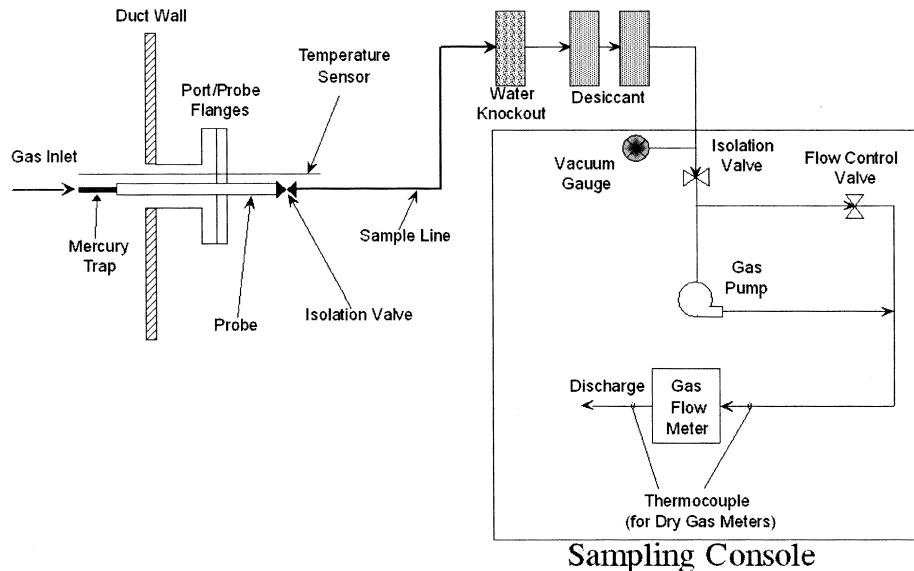 Duct Wall
Temperature
Sensor
Port/Probe
Flanges
Gas Inlet
Mercury
Trap
Probe
Isolation Valve
Sample Line
Water
Knockout
Desiccant
Vacuum
Gauge
Isolation
Valve
Flow Control
Valve
Gas
Pump
Discharge
Gas
Flow
Meter
Thermocouple
(for Dry Gas Meters)
Sampling Console